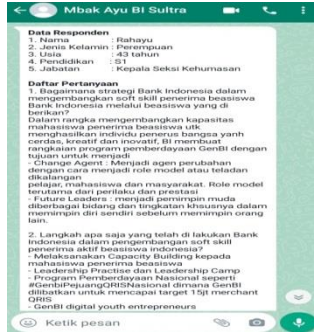 Mbak Ayu BI Sultra
Data Responden
1. Nama : Rahayu
2. Jenis Kelamin : Perempuan
3. Usia : 43 tahun
4. Pendidikan : S1
5. Jabatan : Kepala Seksi Kehumasan
Daftar Pertanyaan
1. Bagaimana strategi Bank Indonesia dalam
mengembangkan soft skill penerima beasiswa
Bank Indonesia melalui beasiswa yang di
berikan?
Dalam rangka mengembangkan kapasitas
mahasiswa penerima beasiswa utk
menghasilkan individu penerus bangsa yanh
cerdas, kreatif dan inovatif, BI membuat
rangkaian program pemberdayaan GenBI dengan
tujuan untuk menjadi
- Change Agent : Menjadi agen perubahan
dengan cara menjadi role model atau teladan
dikalangan
pelajar, mahasiswa dan masyarakat. Role model
terutama dari perilaku dan prestasi
- Future Leaders : menjadi pemimpin muda
diberbagai bidang dan tingkatan khsusnya dalam
memimpin diri sendiri sebelum memimpin orang
lain.
2. Langkah apa saja yang telah di lakukan Bank
Indonesia dalam pengembangan soft skill
penerima aktif beasiswa indonesia?
- Melaksanakan Capacity Building kepada
mahasiswa penerima beasiswa
- Leadership Practise dan Leadership Camp
- Program Pemberdayaan Nasional seperti
#GenbIPejuangQRISNasional dimana GenBI
dilibatkan untuk mencapai target 15jt merchant
QRIS
- GenBI digital youth entrepreneurs
Ketik pesan